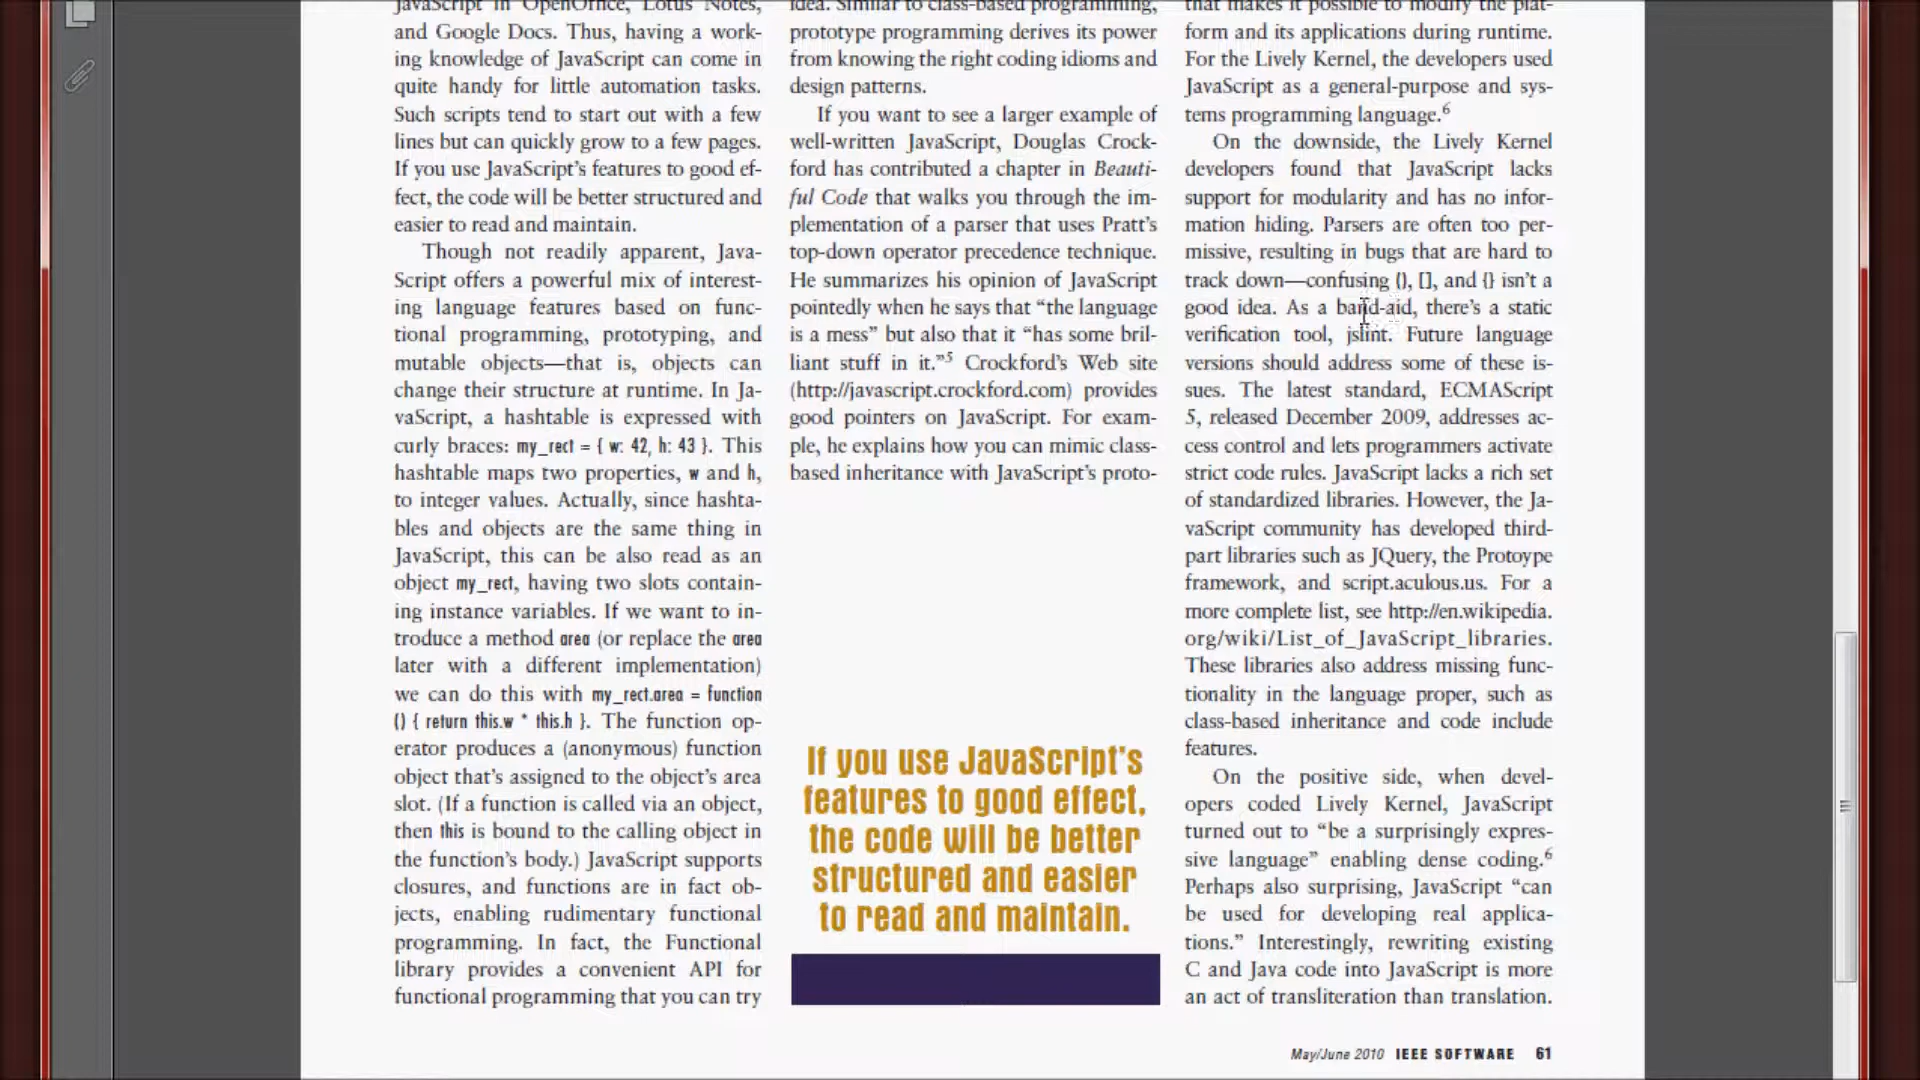 JavaScript in OpenOffice, Lotus Notes,
and Google Docs. Thus, having a work-
ing knowledge of JavaScript can come in
quite handy for little automation tasks.
Such scripts tend to start out with a few
lines but can quickly grow to a few pages.
If you use JavaScript's features to good ef-
fect, the code will be better structured and
easier to read and maintain.
Though not readily apparent, Java-
Script offers a powerful mix of interest-
ing language features based on func-
tional programming, prototyping, and
mutable objects—that is, objects can
change their structure at runtime. In Ja-
vaScript, a hashtable is expressed with
curly braces: my_rect = { w: 42, h: 43 }. This
hashtable maps two properties, w and h,
to integer values. Actually, since hashta-
bles and objects are the same thing in
JavaScript, this can be also read as an
object my_rect, having two slots contain-
ing instance variables. If we want to in-
troduce a method area (or replace the area
later with a different implementation)
we can do this with my_rect.area = function
() { return this.w * this.h }. The function op-
erator produces a (anonymous) function
object that's assigned to the object's area
slot. (If a function is called via an object,
then this is bound to the calling object in
the function's body.) JavaScript supports
closures, and functions are in fact ob-
jects, enabling rudimentary functional
programming. In fact, the Functional
library provides a convenient API for
functional programming that you can try
idea. Similar to class-based programming,
prototype programming derives its power
from knowing the right coding idioms and
design patterns.
If you want to see a larger example of
well-written JavaScript, Douglas Crock-
ford has contributed a chapter in Beauti-
ful Code that walks you through the im-
plementation of a parser that uses Pratt's
top-down operator precedence technique.
He summarizes his opinion of JavaScript
pointedly when he says that “the language
is a mess” but also that it “has some bril-
liant stuff in it.”5 Crockford's Web site
(http://javascript.crockford.com) provides
good pointers on JavaScript. For exam-
ple, he explains how you can mimic class-
based inheritance with JavaScript's proto-
If you use JavaScript's
features to good effect,
the code will be better
structured and easier
to read and maintain.
that makes it possible to modify the plat-
form and its applications during runtime.
For the Lively Kernel, the developers used
JavaScript as a general-purpose and sys-
tems programming language.6
On the downside, the Lively Kernel
developers found that JavaScript lacks
support for modularity and has no infor-
mation hiding. Parsers are often too per-
missive, resulting in bugs that are hard to
track down—confusing (), [], and {} isn't a
good idea. As a band-aid, there's a static
verification tool, jslint. Future language
versions should address some of these is-
sues. The latest standard, ECMAScript
5, released December 2009, addresses ac-
cess control and lets programmers activate
strict code rules. JavaScript lacks a rich set
of standardized libraries. However, the Ja-
vaScript community has developed third-
part libraries such as JQuery, the Protoype
framework, and script.aculous.us. For a
more complete list, see http://en.wikipedia.
org/wiki/List_of_JavaScript_libraries.
These libraries also address missing func-
tionality in the language proper, such as
class-based inheritance and code include
features.
On the positive side, when devel-
opers coded Lively Kernel, JavaScript
turned out to “be a surprisingly expres-
sive language” enabling dense coding.6
Perhaps also surprising, JavaScript “can
be used for developing real applica-
tions.” Interestingly, rewriting existing
C and Java code into JavaScript is more
an act of transliteration than translation.
May/June 2010 IEEE SOFTWARE 61